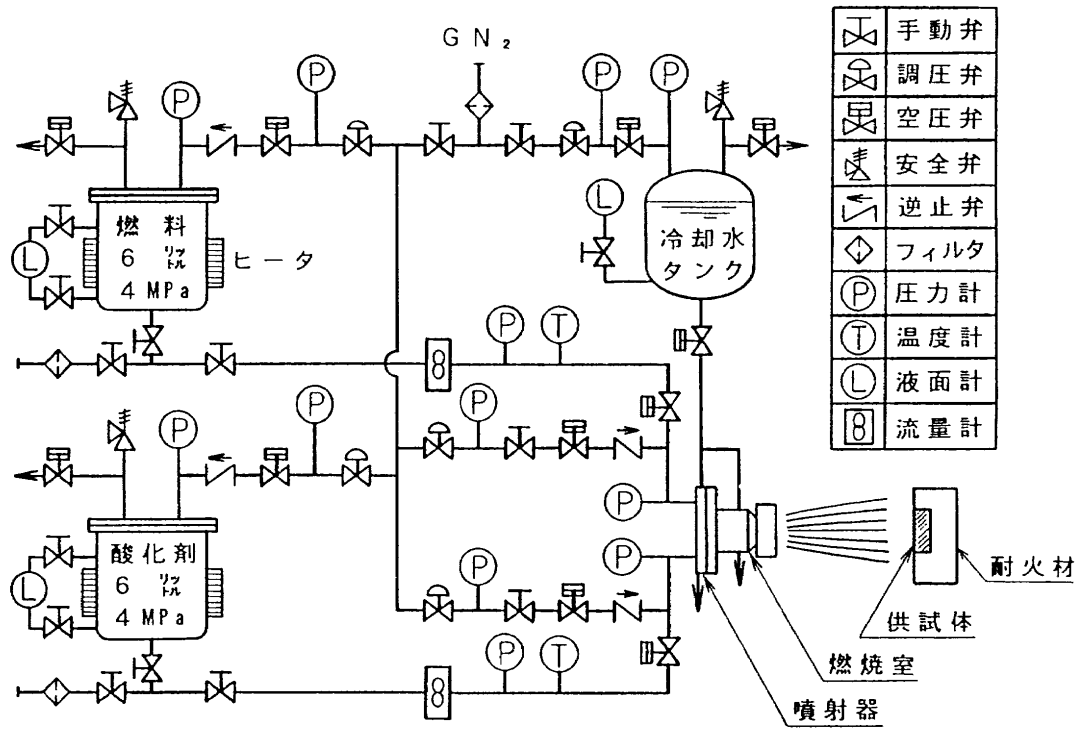 GN₂
P
P
P
P
手動弁
調圧弁
空圧弁
安全弁
逆止弁
フィルタ
P 圧力計
T 温度計
L 液面計
8 流量計
L
燃料
6 リットル
4 MPa
ヒータ
L
冷却水
タンク
P
T
8
P
P
P
P
P
酸化剤
6 リットル
4 MPa
L
P
P
T
8
耐火材
供試体
燃焼室
噴射器